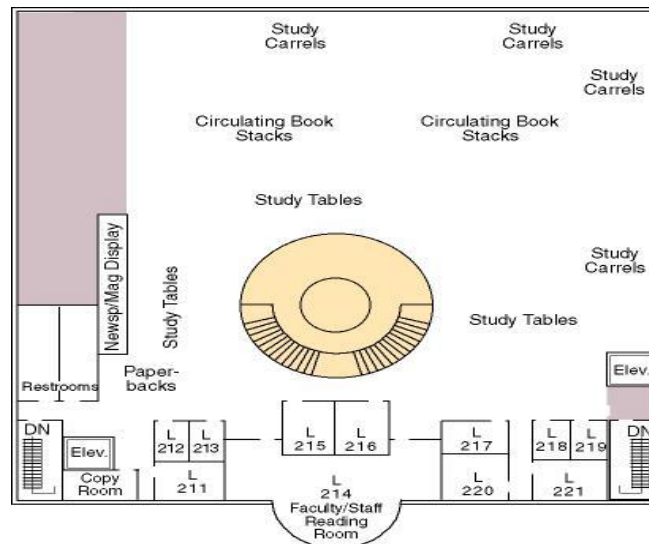 Study
Carrels
Study
Carrels
Study
Carrels
Circulating Book
Stacks
Circulating Book
Stacks
Study Tables
Newsp/Mag Display
Study Tables
Study
Carrels
Study Tables
Restrooms
Paper-
backs
Elev.
DN
L
212
L
213
L
215
L
216
L
217
L
218
L
219
DN
Elev.
Copy
Room
L
211
L
214
Faculty/Staff
Reading
Room
L
220
L
221